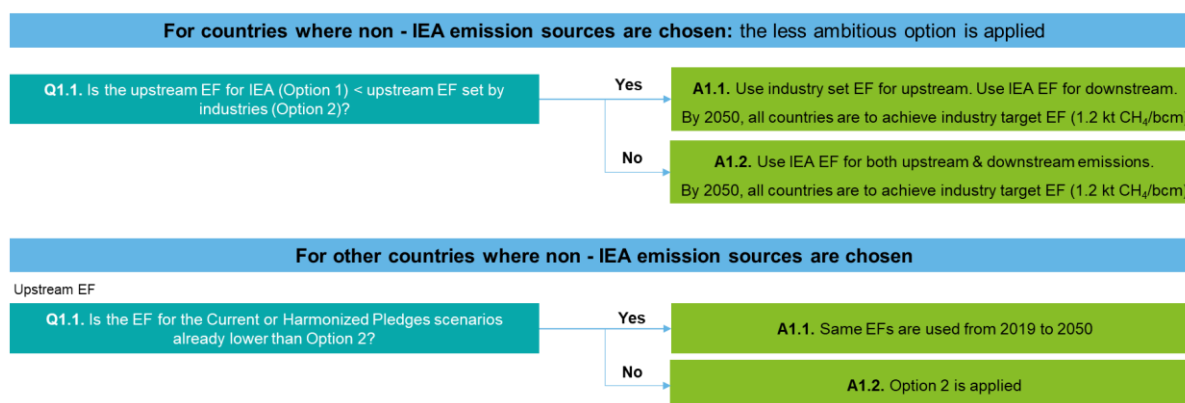 For countries where non - IEA emission sources are chosen: the less ambitious option is applied
Q1.1. Is the upstream EF for IEA (Option 1) < upstream EF set by
industries (Option 2)?
Yes
A1.1. Use industry set EF for upstream. Use IEA EF for downstream.
By 2050, all countries are to achieve industry target EF (1.2 kt CH₄/bcm)
No
A1.2. Use IEA EF for both upstream & downstream emissions.
By 2050, all countries are to achieve industry target EF (1.2 kt CH₄/bcm)
For other countries where non - IEA emission sources are chosen
Upstream EF
Q1.1. Is the EF for the Current or Harmonized Pledges scenarios
already lower than Option 2?
Yes
A1.1. Same EFs are used from 2019 to 2050
No
A1.2. Option 2 is applied